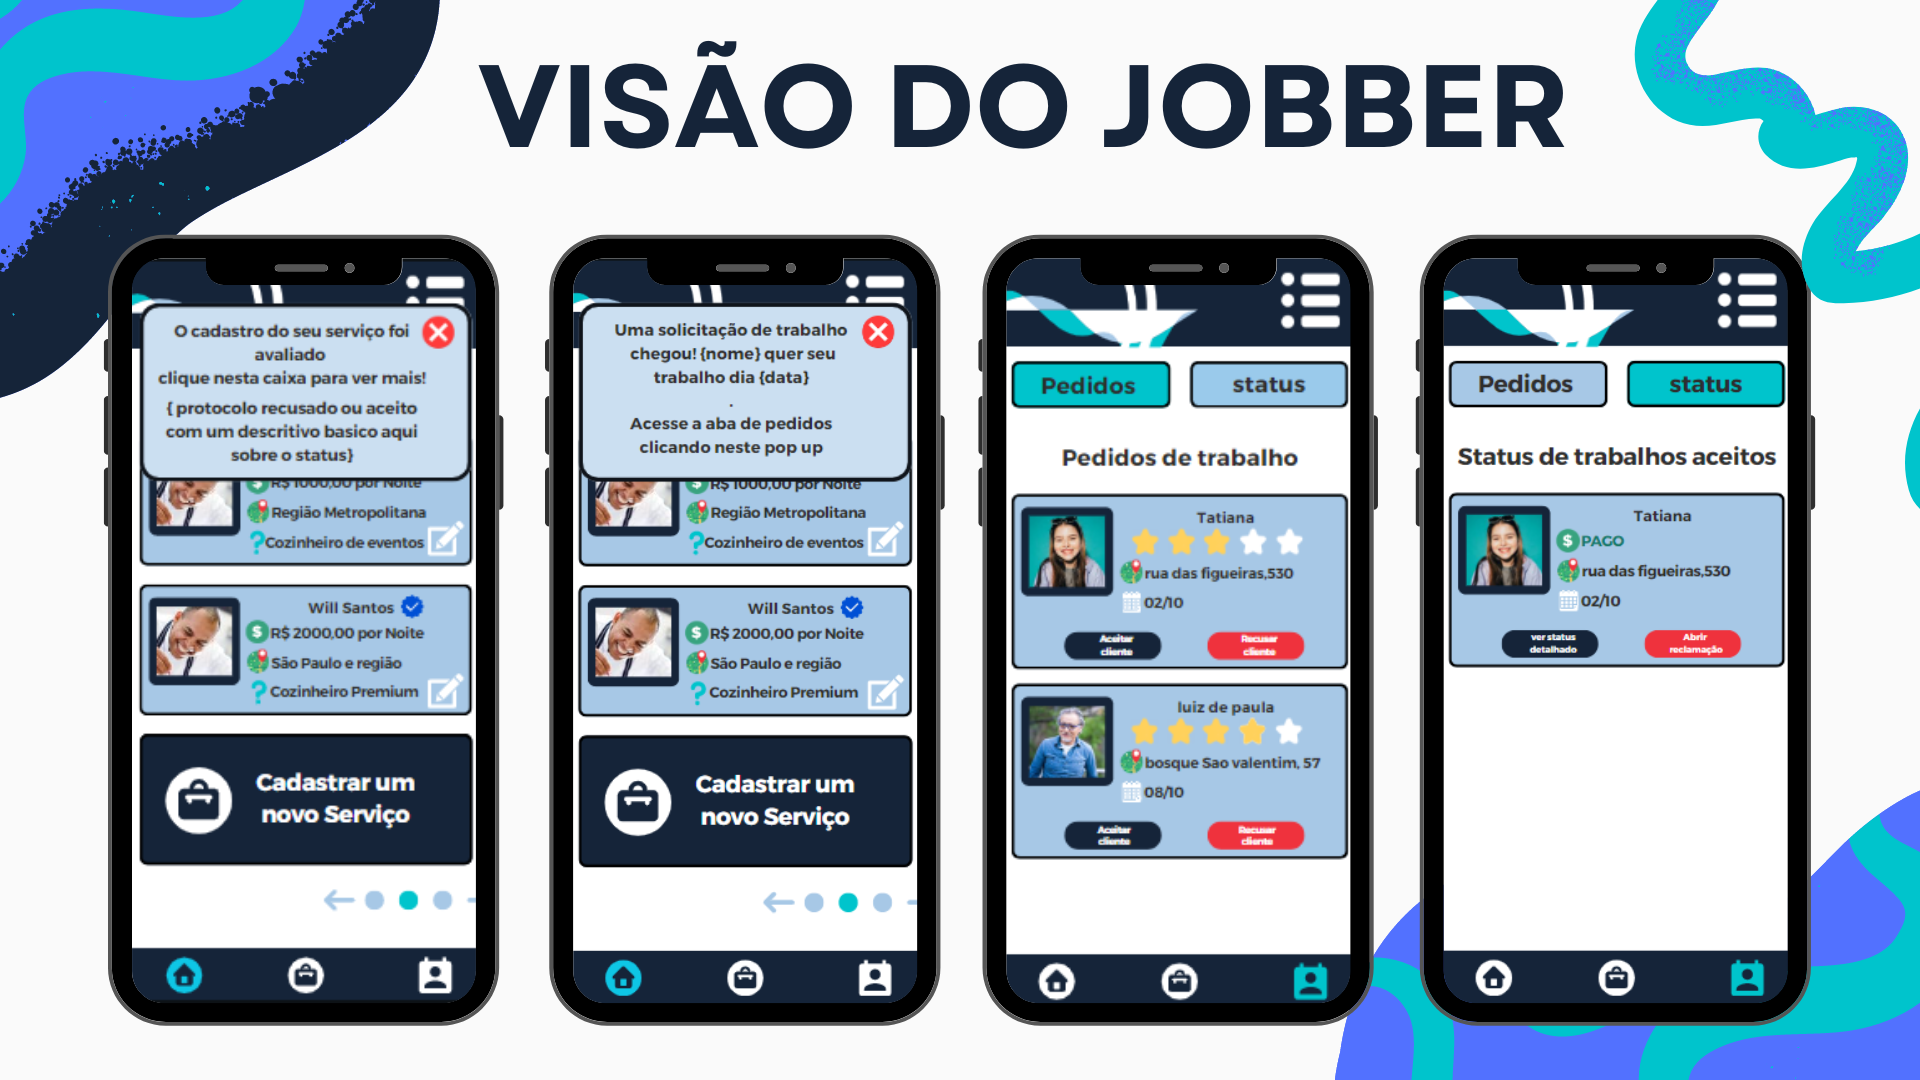 VISÃO DO JOBBER
O cadastro do seu serviço foi
avaliado
clique nesta caixa para ver mais!
{ protocolo recusado ou aceito
com um descritivo basico aqui
sobre o status}
R$ 1000,00 por Noite
Região Metropolitana
Cozinheiro de eventos
Will Santos
R$ 2000,00 por Noite
São Paulo e região
Cozinheiro Premium
Cadastrar um
novo Serviço
Uma solicitação de trabalho
chegou! {nome} quer seu
trabalho dia {data}
.
Acesse a aba de pedidos
clicando neste pop up
R$ 1000,00 por Noite
Região Metropolitana
Cozinheiro de eventos
Will Santos
R$ 2000,00 por Noite
São Paulo e região
Cozinheiro Premium
Cadastrar um
novo Serviço
Pedidos
status
Pedidos de trabalho
Tatiana
rua das figueiras,530
02/10
Aceitar
cliente
Recusar
cliente
luiz de paula
bosque Sao valentim, 57
08/10
Aceitar
cliente
Recusar
cliente
Pedidos
status
Status de trabalhos aceitos
Tatiana
PAGO
rua das figueiras,530
02/10
ver status
detalhado
Abrir
reclamação